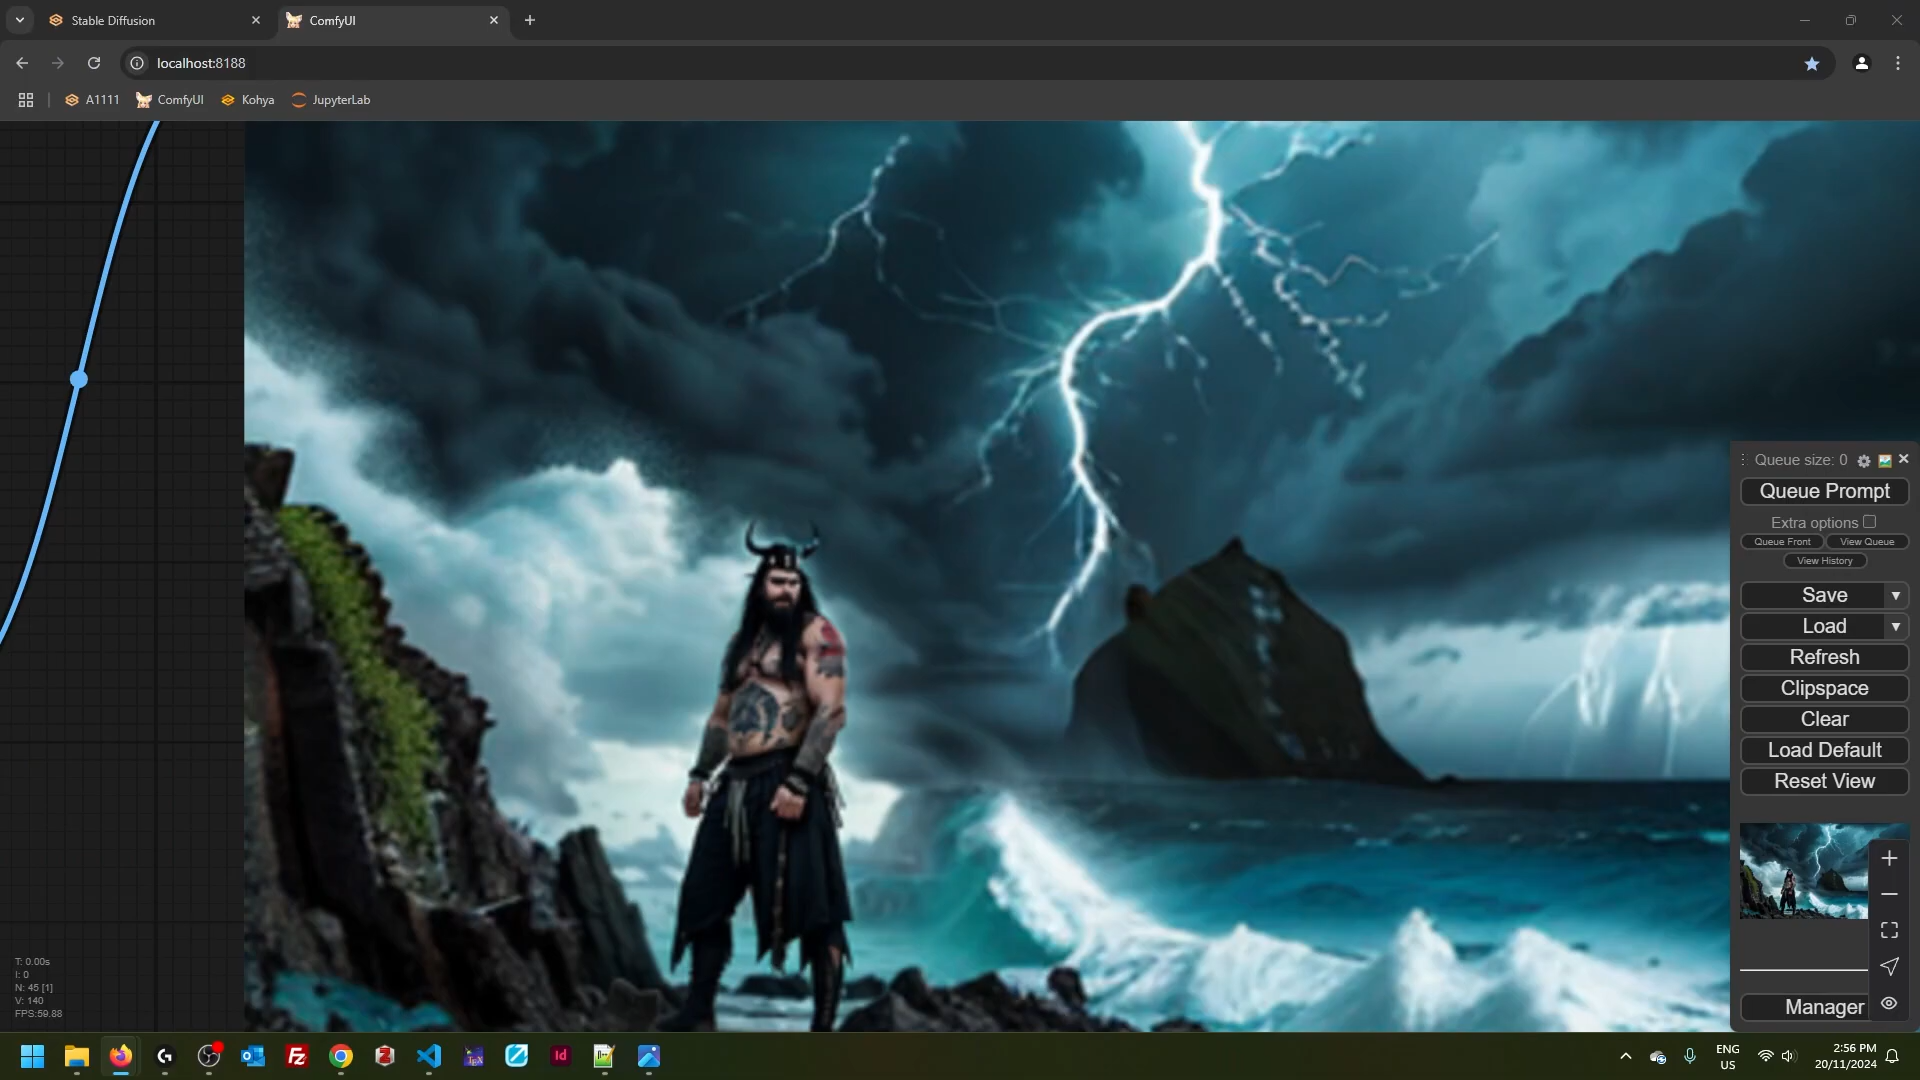 Stable Diffusion
ComfyUI
localhost:8188
A1111
ComfyUI
Kohya
JupyterLab
Queue size: 0
Queue Prompt
Extra options
Queue Front
View Queue
View History
Save
Load
Refresh
Clipspace
Clear
Load Default
Reset View
Manager
T: 0.00s
I: 0
N: 45 [1]
V: 140
FPS:59.88
Id
ENG
US
2:56 PM
20/11/2024